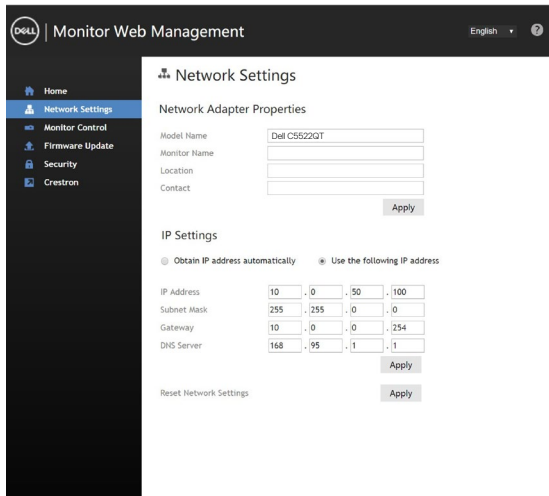 DELL | Monitor Web Management
English
?
Home
Network Settings
Monitor Control
Firmware Update
Security
Crestron
Network Settings
Network Adapter Properties
Model Name Dell C5522QT
Monitor Name
Location
Contact
Apply
IP Settings
Obtain IP address automatically Use the following IP address
IP Address 10 . 0 . 50 . 100
Subnet Mask 255 . 255 . 0 . 0
Gateway 10 . 0 . 0 . 254
DNS Server 168 . 95 . 1 . 1
Apply
Reset Network Settings Apply